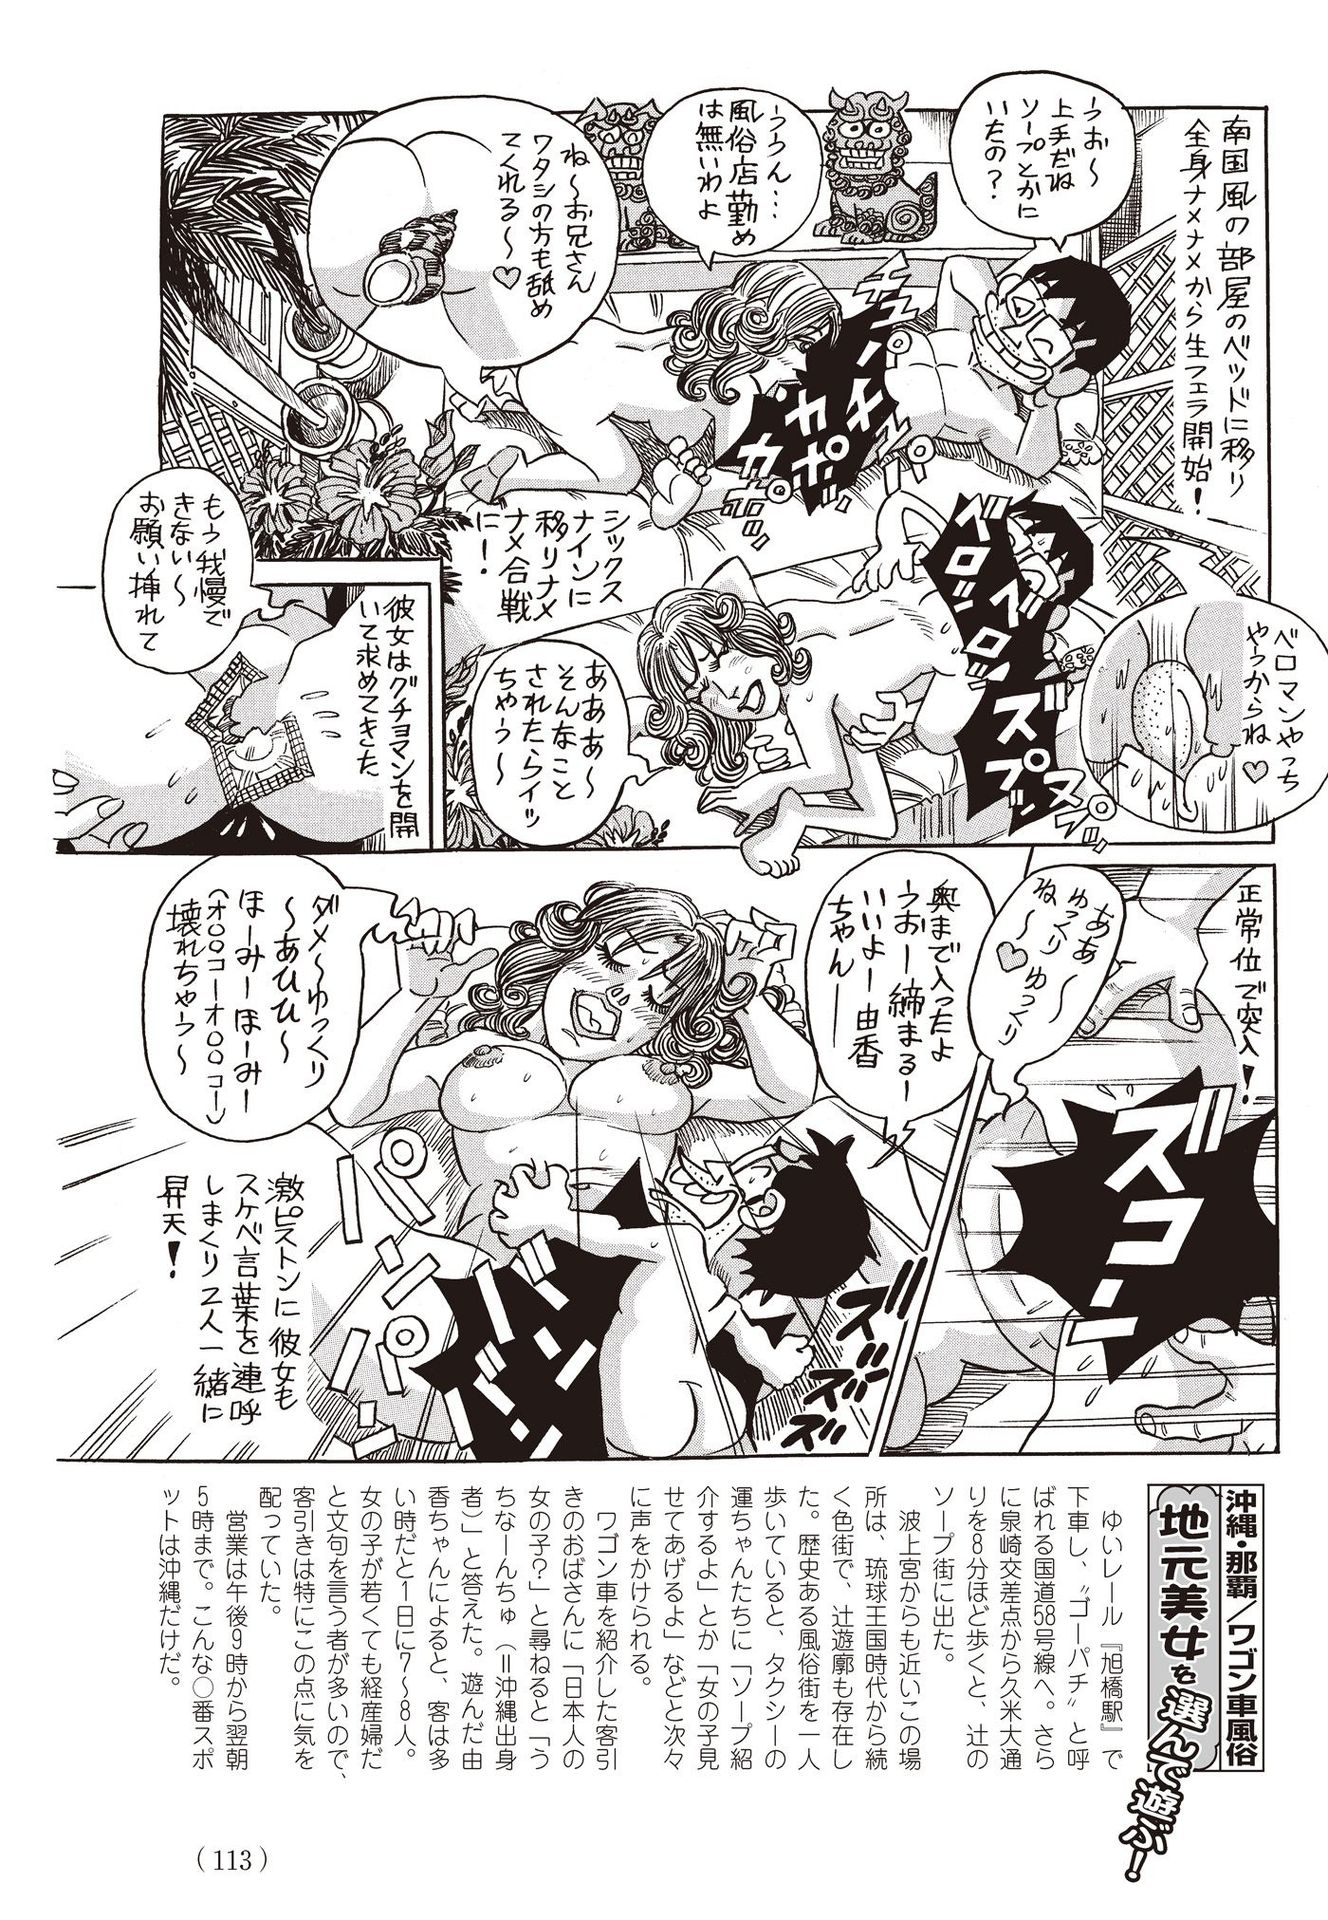 南国風の部屋のベッドに移り
全身ナメナメから生フェラ開始！
うお〜
上手だね
ソープとかに
いたの？
ううん…
風俗店勤め
は無いわよ
ね〜お兄さん
ワタシの方も舐め
てくれる〜♡
カポ
カポッ
シックス
ナインに
移りナメ
ナメ合戦
に！
ベロマンやっち
やうからね♡
ベロベロッ
ズズズプ
ああぁ〜
そんなこと
されたらイッ
ちゃう〜
彼女はグチョマンを開
いて求めてきた
もう我慢で
きない〜
お願い挿れて
正常位で突入！
ああ〜
ゆっくりゆっくり
ね〜♡
ズコン
奥まで入ったよ
うおー締まるー
いいよー由香
ちゃん―
ダメ〜ゆっくり
〜あひひ〜
ほーみーほーみー
（オ○○コーオ○○コー）
壊れちゃう〜
パンパン
パンパン
ズズズッ
激ピストンに彼女も
スケベ言葉を連呼
しまくり2人一緒に
昇天！
沖縄・那覇／ワゴン車風俗
地元美女を選んで遊ぶ！
ゆいレール『旭橋駅』で
下車し、〝ゴーパチ〟と呼
ばれる国道58号線へ。さら
に泉崎交差点から久米大通
りを8分ほど歩くと、辻の
ソープ街に出た。
波上宮からも近いこの場
所は、琉球王国時代から続
く色街で、辻遊廓も存在し
た。歴史ある風俗街を一人
歩いていると、タクシーの
運ちゃんたちに「ソープ紹
介するよ」とか「女の子見
せてあげるよ」などと次々
に声をかけられる。
ワゴン車を紹介した客引
きのおばさんに「日本人の
女の子？」と尋ねると「う
ちなーんちゅ（＝沖縄出身
者）」と答えた。遊んだ由
香ちゃんによると、客は多
い時だと1日に7〜8人。
女の子が若くても経産婦だ
と文句を言う者が多いので、
客引きは特にこの点に気を
配っていた。
営業は午後9時から翌朝
5時まで。こんな○番スポ
ットは沖縄だけだ。
（113）